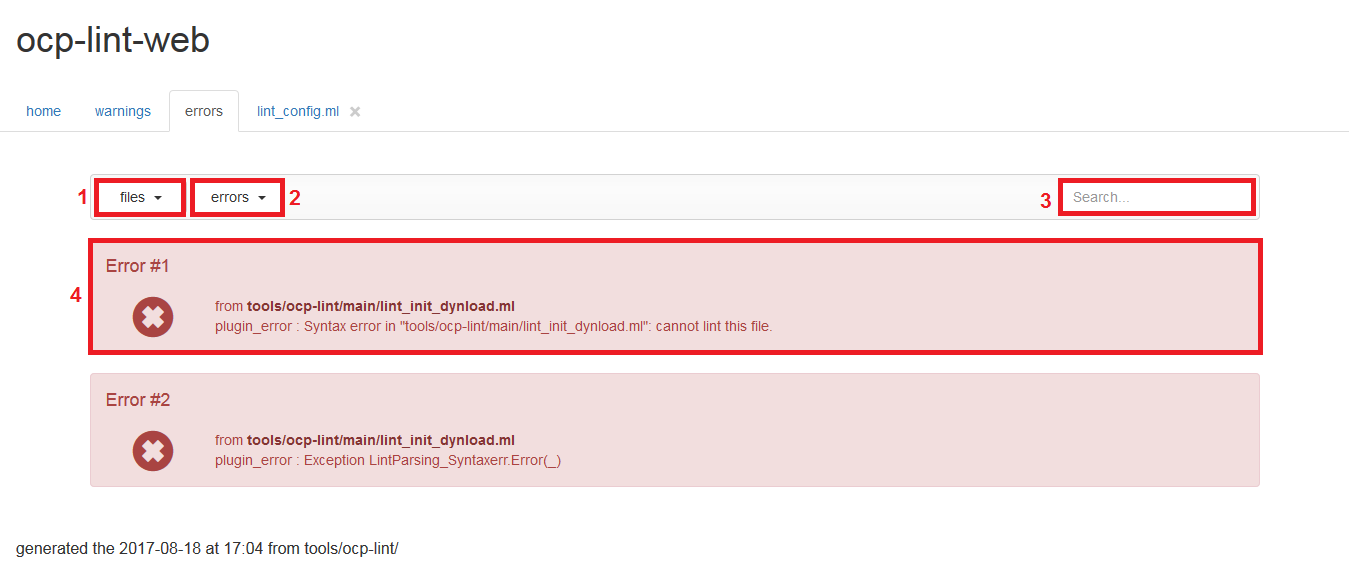 ocp-lint-web
home warnings errors lint_config.ml ×
1 files errors 2 3 Search...
4
Error #1
from tools/ocp-lint/main/lint_init_dynload.ml
plugin_error : Syntax error in "tools/ocp-lint/main/lint_init_dynload.ml": cannot lint this file.
Error #2
from tools/ocp-lint/main/lint_init_dynload.ml
plugin_error : Exception LintParsing_Syntaxerr.Error(_)
generated the 2017-08-18 at 17:04 from tools/ocp-lint/